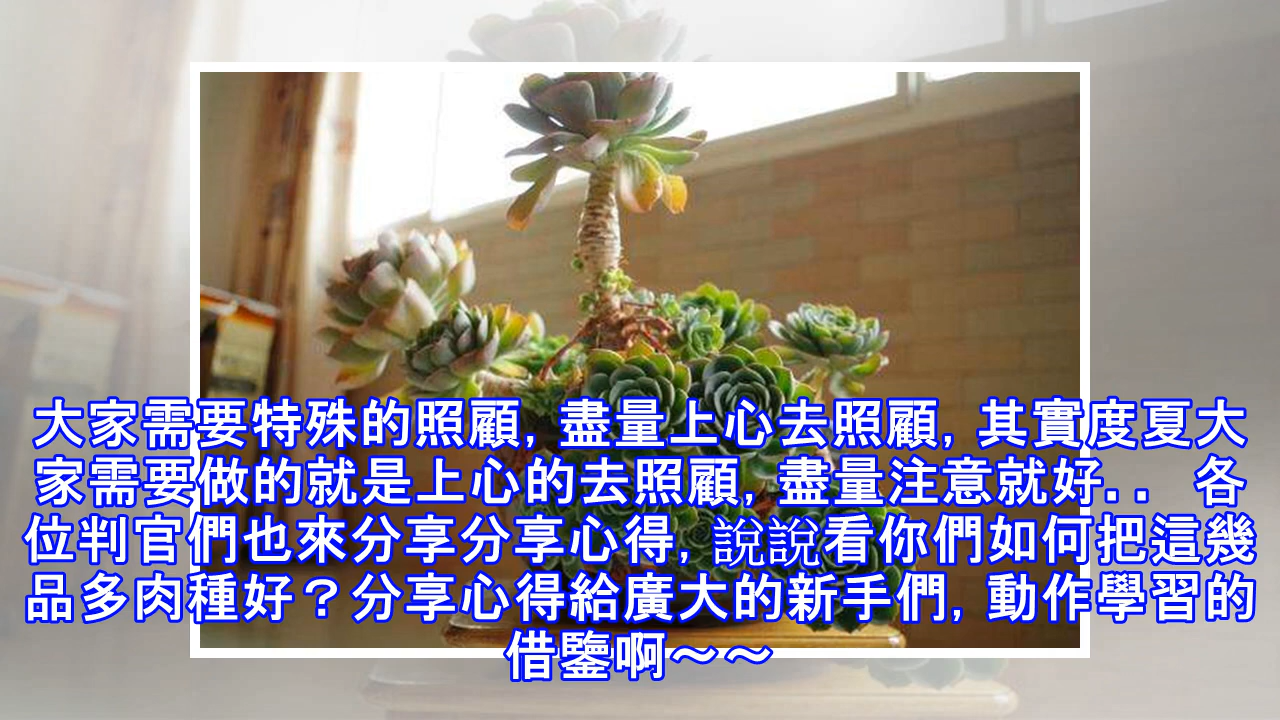 大家需要特殊的照顧, 盡量上心去照顧, 其實度夏大
家需要做的就是上心的去照顧, 盡量注意就好. .   各
位判官們也來分享分享心得, 說說看你們如何把這幾
品多肉種好？分享心得給廣大的新手們, 動作學習的
借鑒啊～～